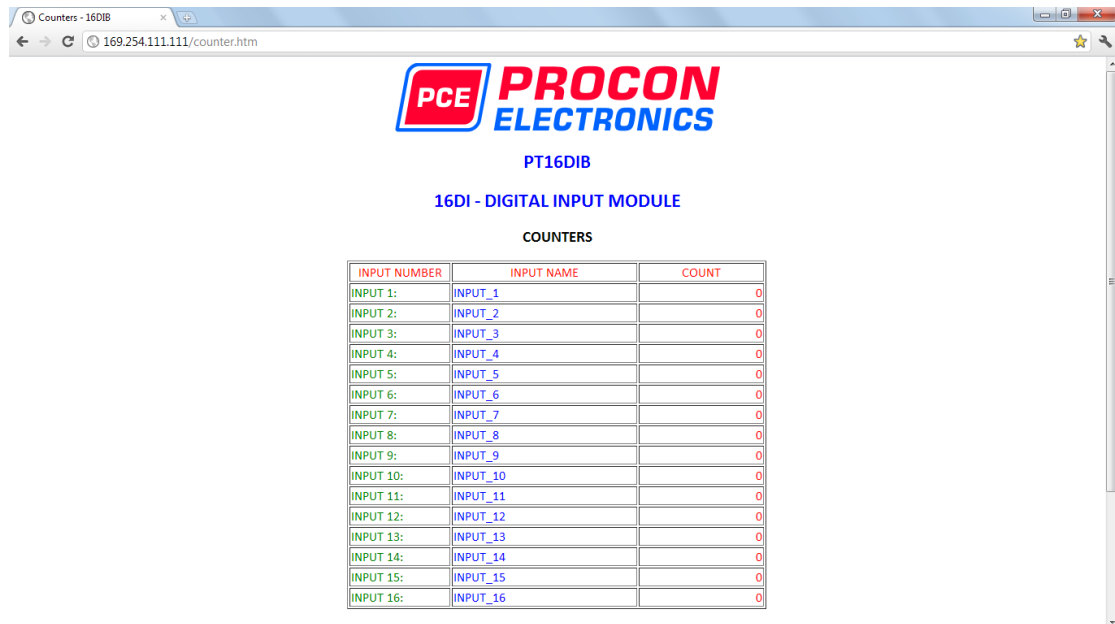 Counters - 16DIB
169.254.111.111/counter.htm
PCE PROCON
ELECTRONICS
PT16DIB
16DI - DIGITAL INPUT MODULE
COUNTERS
INPUT NUMBER INPUT NAME COUNT
INPUT 1: INPUT_1 0
INPUT 2: INPUT_2 0
INPUT 3: INPUT_3 0
INPUT 4: INPUT_4 0
INPUT 5: INPUT_5 0
INPUT 6: INPUT_6 0
INPUT 7: INPUT_7 0
INPUT 8: INPUT_8 0
INPUT 9: INPUT_9 0
INPUT 10: INPUT_10 0
INPUT 11: INPUT_11 0
INPUT 12: INPUT_12 0
INPUT 13: INPUT_13 0
INPUT 14: INPUT_14 0
INPUT 15: INPUT_15 0
INPUT 16: INPUT_16 0